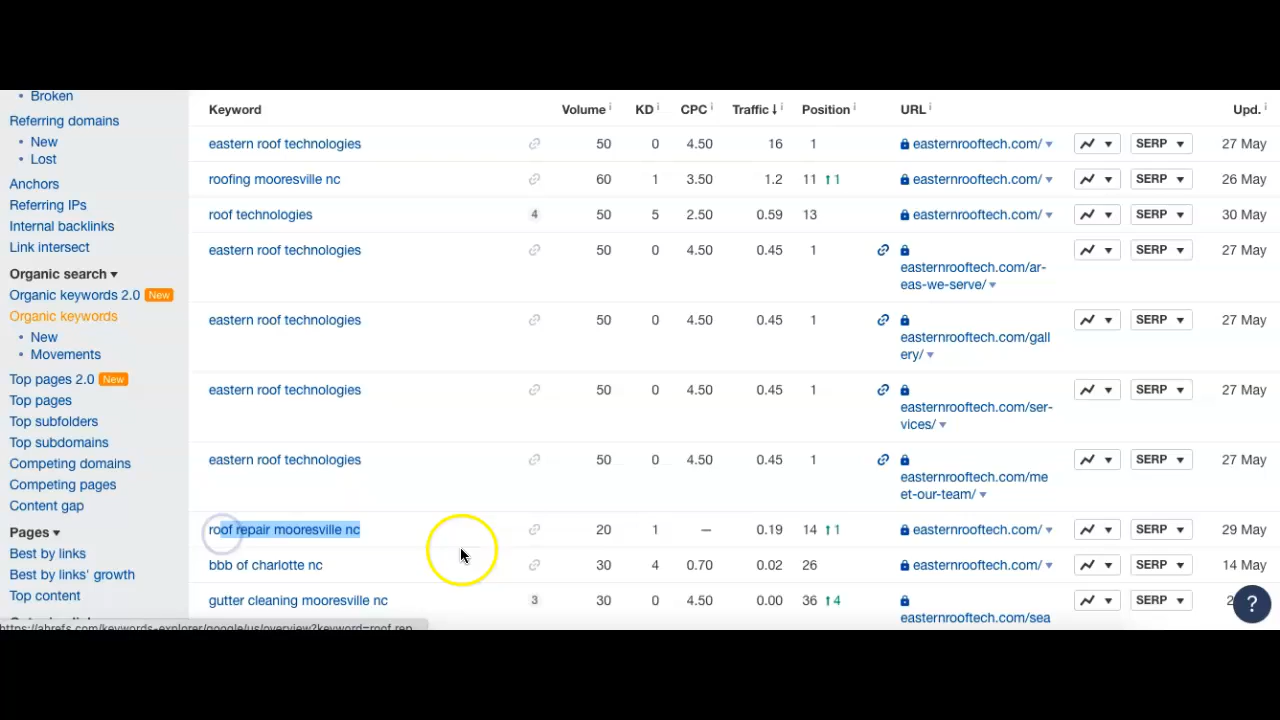 Broken
Referring domains
New
Lost
Anchors
Referring IPs
Internal backlinks
Link intersect
Organic search
Organic keywords 2.0 New
Organic keywords
New
Movements
Top pages 2.0 New
Top pages
Top subfolders
Top subdomains
Competing domains
Competing pages
Content gap
Pages
Best by links
Best by links' growth
Top content
Keyword Volume KD CPC Traffic Position URL Upd.
eastern roof technologies 50 0 4.50 16 1 easternrooftech.com/ SERP 27 May
roofing mooresville nc 60 1 3.50 1.2 11 1 easternrooftech.com/ SERP 26 May
roof technologies 4 50 5 2.50 0.59 13 easternrooftech.com/ SERP 30 May
eastern roof technologies 50 0 4.50 0.45 1 SERP 27 May
easternrooftech.com/ar-
eas-we-serve/
eastern roof technologies 50 0 4.50 0.45 1 SERP 27 May
easternrooftech.com/gall
ery/
eastern roof technologies 50 0 4.50 0.45 1 SERP 27 May
easternrooftech.com/ser-
vices/
eastern roof technologies 50 0 4.50 0.45 1 SERP 27 May
easternrooftech.com/me
et-our-team/
roof repair mooresville nc 20 1 — 0.19 14 1 easternrooftech.com/ SERP 29 May
bbb of charlotte nc 30 4 0.70 0.02 26 easternrooftech.com/ SERP 14 May
gutter cleaning mooresville nc 3 30 0 4.50 0.00 36 4 SERP
easternrooftech.com/sea
https://ahrefs.com/keywords-explorer/google/us/overview?keyword=roof rep
?